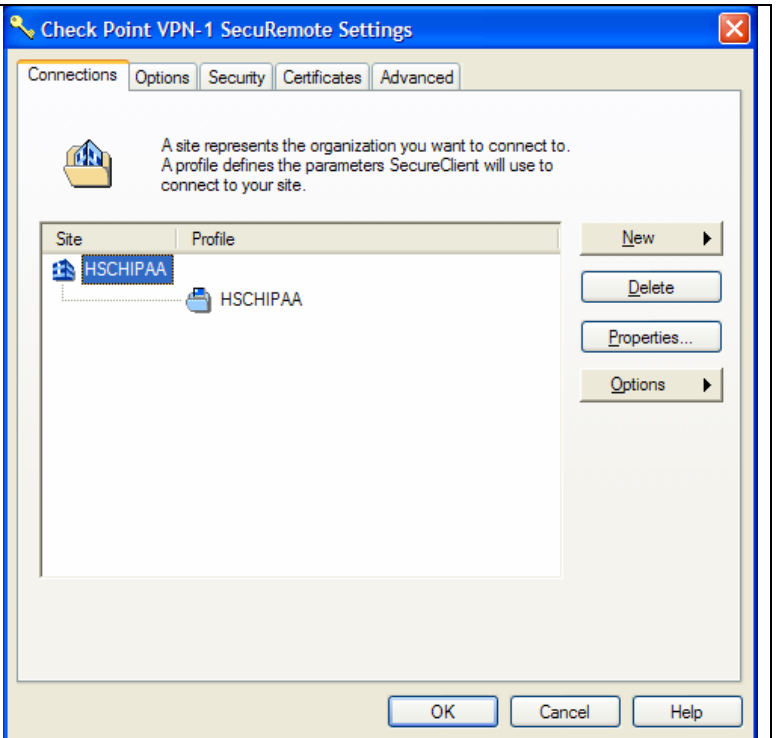 Check Point VPN-1 SecuRemote Settings
Connections Options Security Certificates Advanced
A site represents the organization you want to connect to.
A profile defines the parameters SecureClient will use to
connect to your site.
Site Profile
HSCHIPAA
HSCHIPAA
New
Delete
Properties...
Options
OK Cancel Help